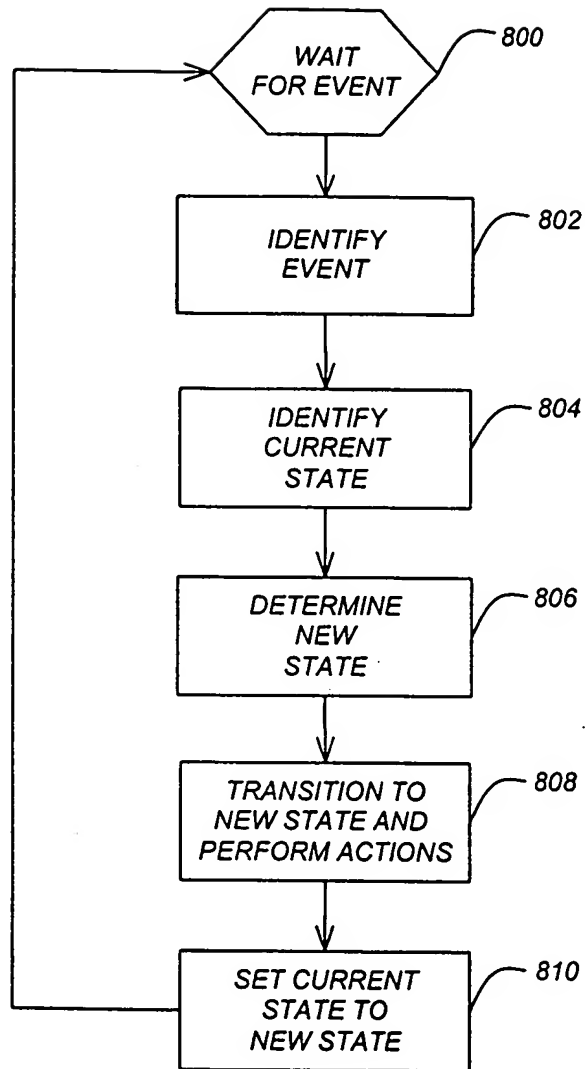 WAIT
FOR EVENT
800
IDENTIFY
EVENT
802
IDENTIFY
CURRENT
STATE
804
DETERMINE
NEW
STATE
806
TRANSITION TO
NEW STATE AND
PERFORM ACTIONS
808
SET CURRENT
STATE TO
NEW STATE
810